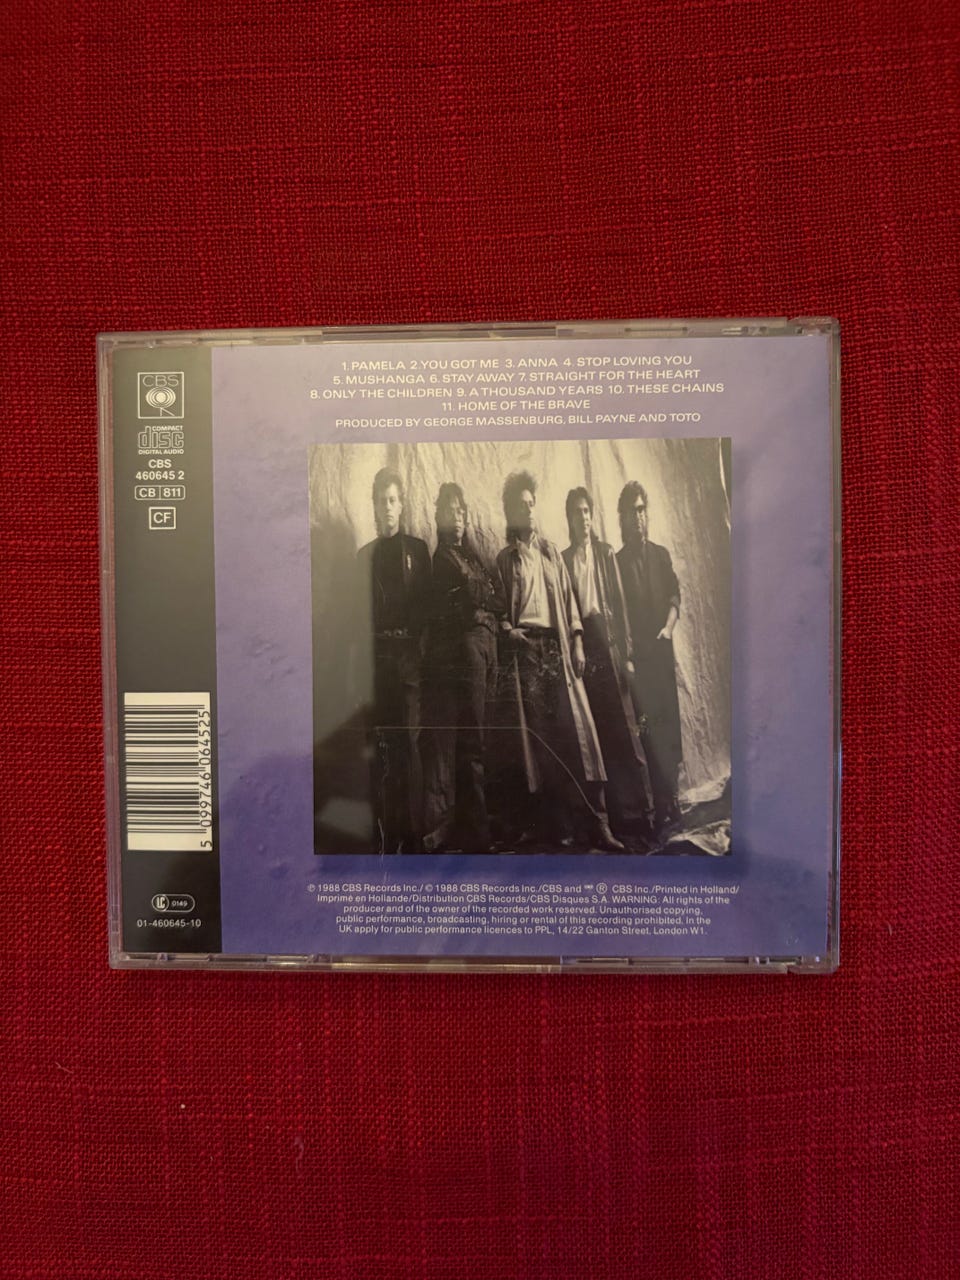 1. PAMELA 2. YOU GOT ME 3. ANNA 4. STOP LOVING YOU
5. MUSHANGA 6. STAY AWAY 7. STRAIGHT FOR THE HEART
8. ONLY THE CHILDREN 9. A THOUSAND YEARS 10. THESE CHAINS
11. HOME OF THE BRAVE
PRODUCED BY GEORGE MASSENBURG, BILL PAYNE AND TOTO
CBS
COMPACT
disc
DIGITAL AUDIO
CBS
460645 2
CB 811
CF
5 099746 064525
LC 0149
01-460645-10
℗ 1988 CBS Records Inc./ © 1988 CBS Records Inc./CBS and ® CBS Inc./Printed in Holland/
Imprimé en Hollande/Distribution CBS Records/CBS Disques S.A. WARNING: All rights of the
producer and of the owner of the recorded work reserved. Unauthorised copying,
public performance, broadcasting, hiring or rental of this recording prohibited. In the
UK apply for public performance licences to PPL, 14/22 Ganton Street, London W1.